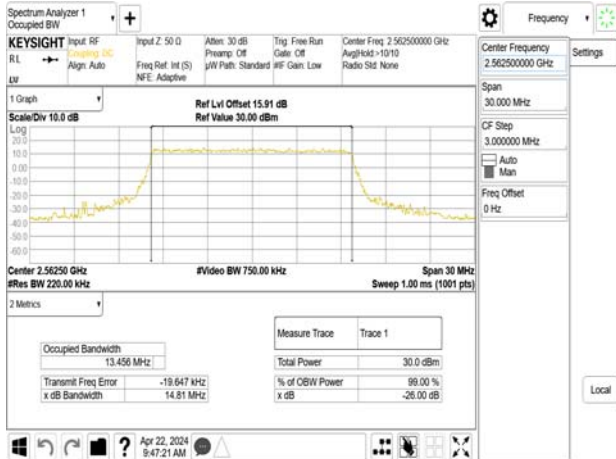 Spectrum Analyzer 1
Occupied BW
+
Frequency
KEYSIGHT
Input: RF
Coupling: DC
Align: Auto
RL
LM
Input Z: 50 Ω
Freq Ref: Int (S)
NFE: Adaptive
Atten: 30 dB
Preamp: Off
µW Path: Standard
Trig: Free Run
Gate: Off
#IF Gain: Low
Center Freq: 2.562500000 GHz
Avg|Hold:>10/10
Radio Std: None
Center Frequency
2.562500000 GHz
Settings
Span
30.000 MHz
CF Step
3.000000 MHz
Auto
Man
Freq Offset
0 Hz
Local
1 Graph
Scale/Div 10.0 dB
Ref Lvl Offset 15.91 dB
Ref Value 30.00 dBm
Log
20.0
10.0
0.00
-10.0
-20.0
-30.0
-40.0
-50.0
-60.0
Center 2.56250 GHz
#Video BW 750.00 kHz
Span 30 MHz
#Res BW 220.00 kHz
Sweep 1.00 ms (1001 pts)
2 Metrics
Measure Trace
Trace 1
Occupied Bandwidth
13.456 MHz
Total Power
30.0 dBm
Transmit Freq Error
-19.647 kHz
% of OBW Power
99.00 %
x dB Bandwidth
14.81 MHz
x dB
-26.00 dB
?
Apr 22, 2024
9:47:21 AM